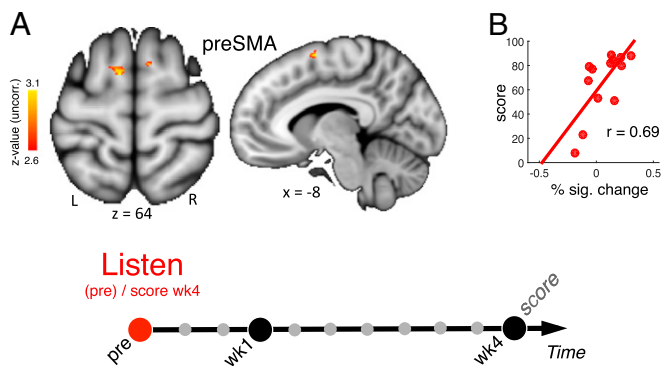 A
preSMA
B
z-value (uncorr.)
3.1
2.6
L
R
z = 64
x = -8
score
100
80
60
40
20
0
r = 0.69
-0.5
0
0.5
% sig. change
Listen
(pre) / score wk4
score
pre
wk1
wk4
Time